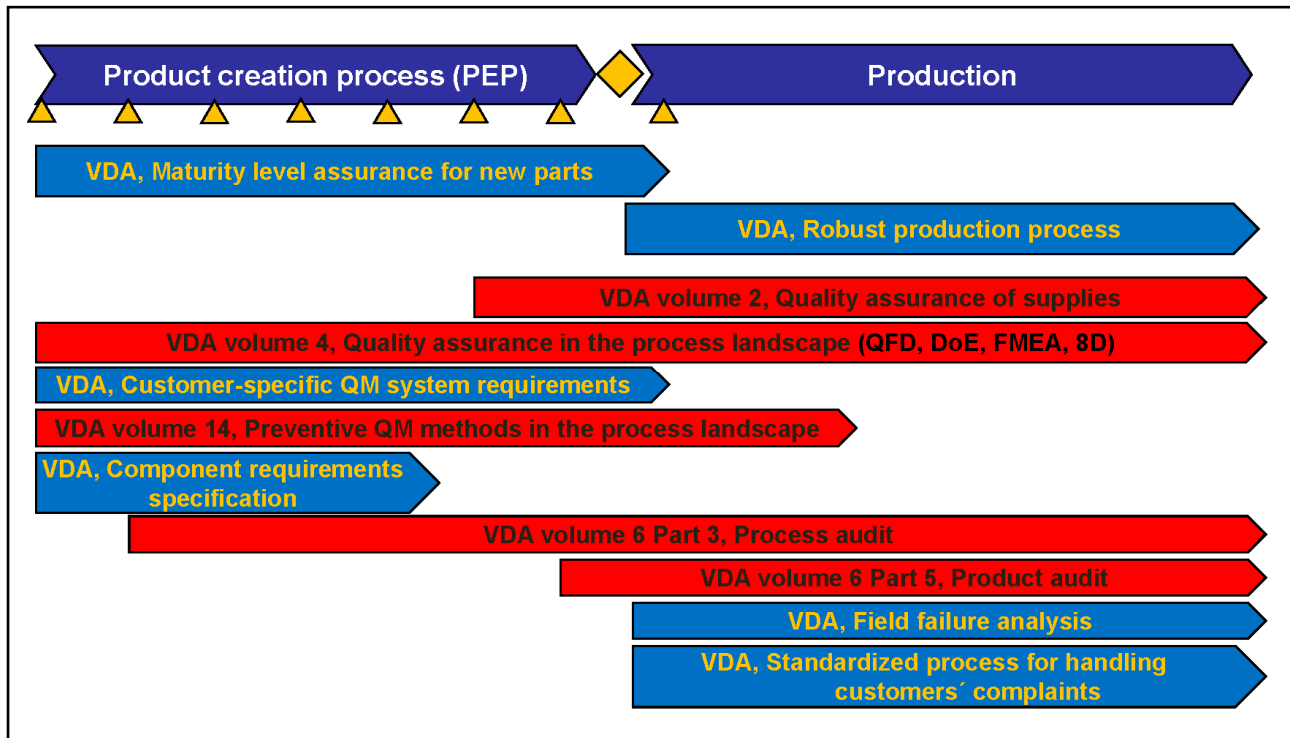 Product creation process (PEP)
Production
VDA, Maturity level assurance for new parts
VDA, Robust production process
VDA volume 2, Quality assurance of supplies
VDA volume 4, Quality assurance in the process landscape (QFD, DoE, FMEA, 8D)
VDA, Customer-specific QM system requirements
VDA volume 14, Preventive QM methods in the process landscape
VDA, Component requirements
specification
VDA volume 6 Part 3, Process audit
VDA volume 6 Part 5, Product audit
VDA, Field failure analysis
VDA, Standardized process for handling
customers´ complaints